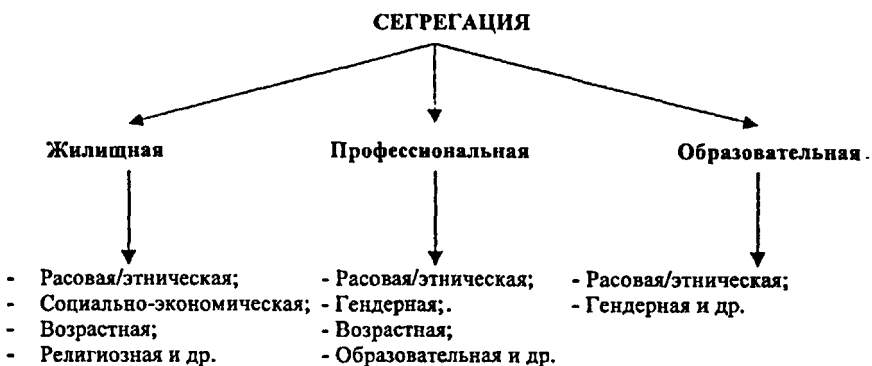 СЕГРЕГАЦИЯ
Жилищная
Профессиональная
Образовательная
- Расовая/этническая;
- Социально-экономическая;
- Возрастная;
- Религиозная и др.
- Расовая/этническая;
- Гендерная;.
- Возрастная;
- Образовательная и др.
- Расовая/этническая;
- Гендерная и др.